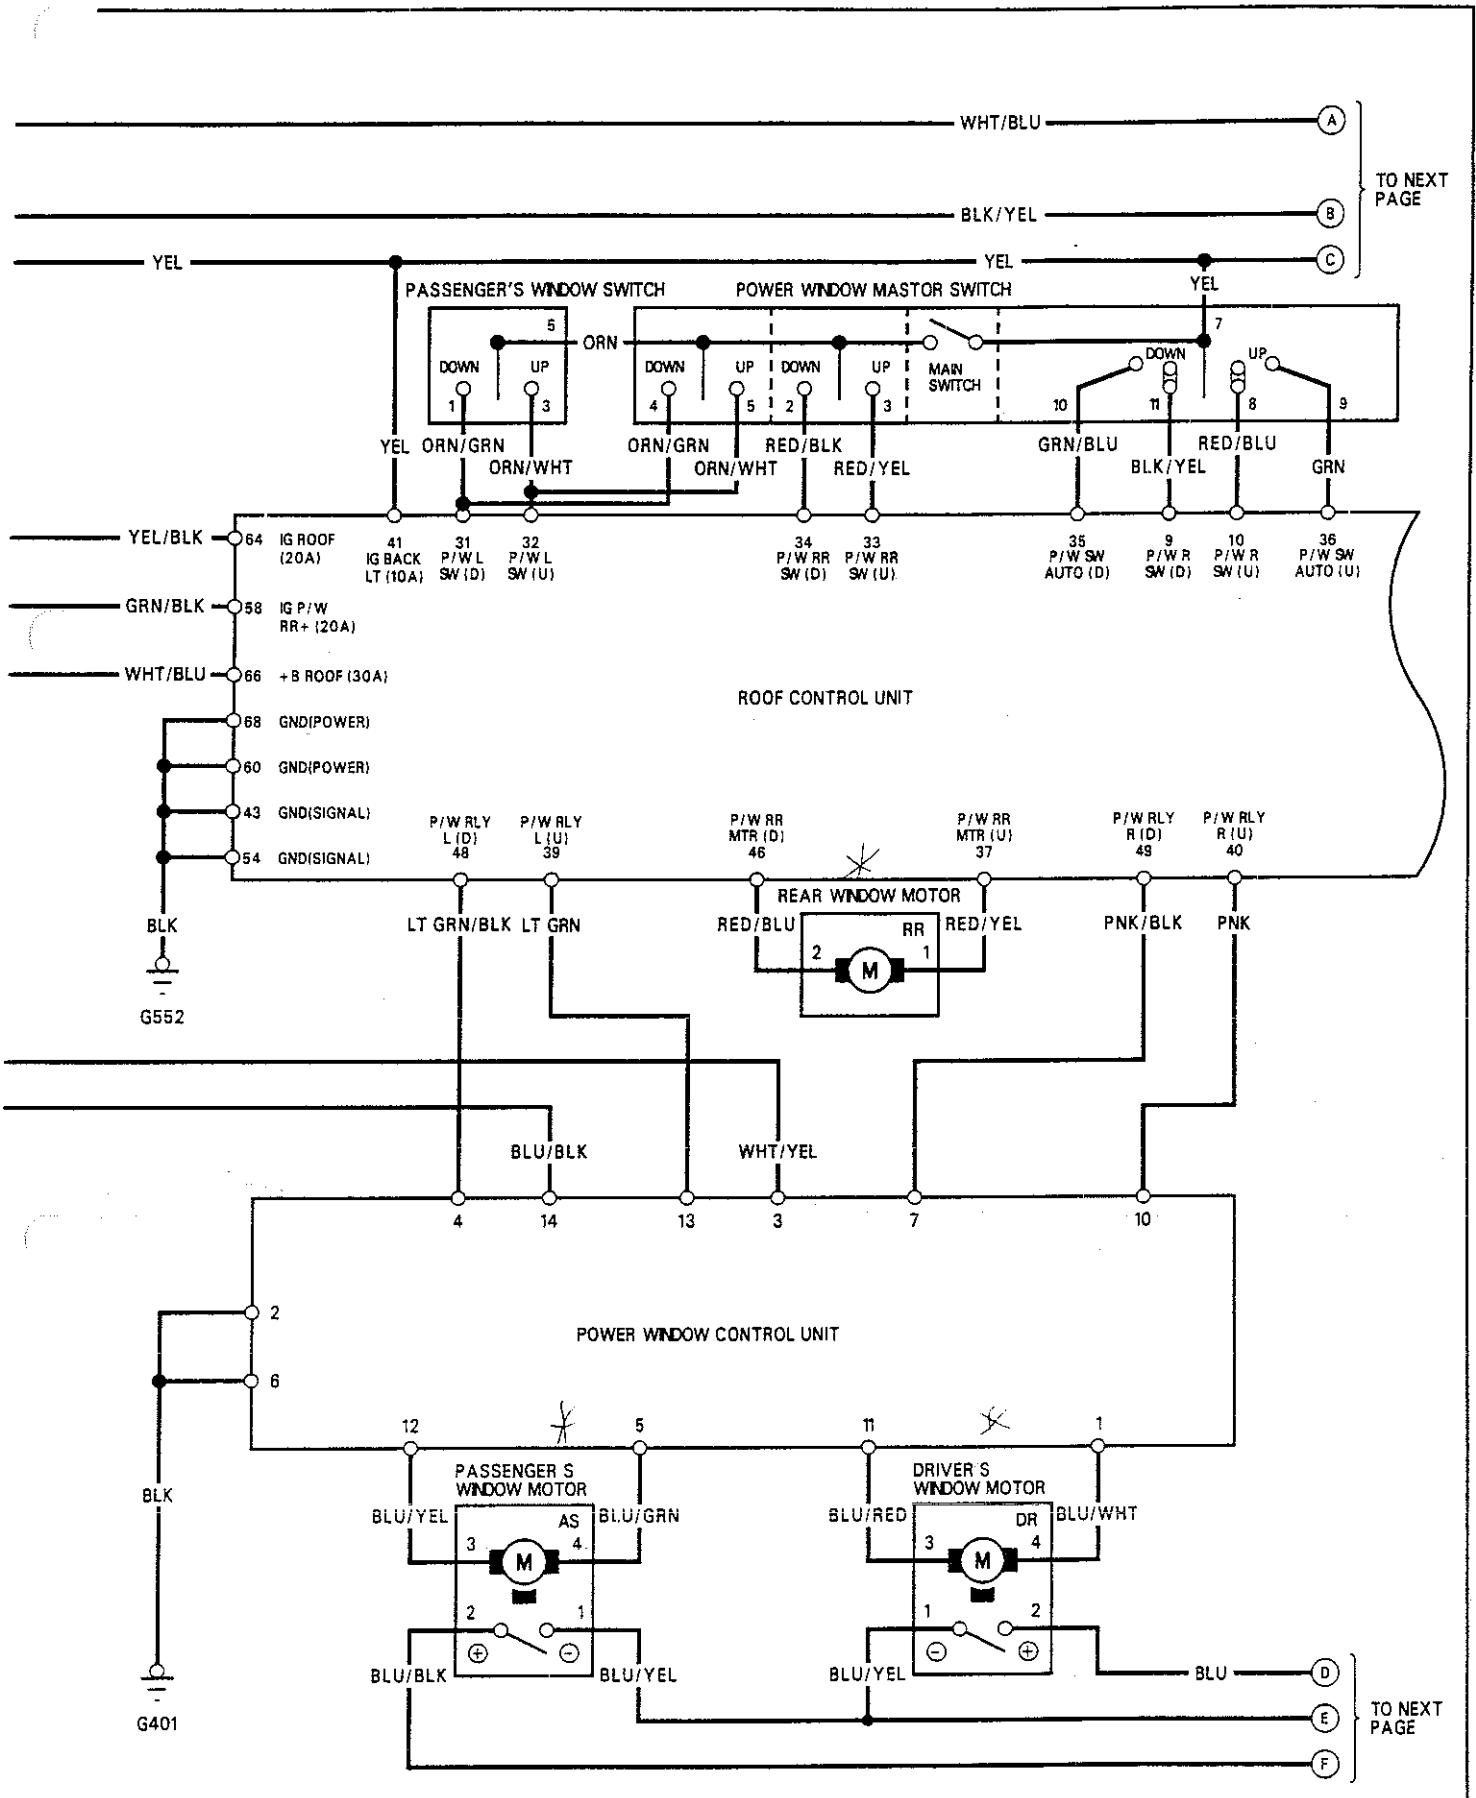 WHT/BLU A
TO NEXT
PAGE
BLK/YEL B
YEL YEL C
YEL
PASSENGER'S WINDOW SWITCH POWER WINDOW MASTOR SWITCH
5 ORN 7
DOWN UP DOWN UP DOWN UP MAIN
SWITCH
DOWN UP
1 3 4 5 2 3 10 11 8 9
YEL ORN/GRN ORN/GRN RED/BLK GRN/BLU RED/BLU
ORN/WHT ORN/WHT RED/YEL BLK/YEL GRN
YEL/BLK 64 IG ROOF
(20A)
41
IG BACK
LT (10A)
31
P/W L
SW (D)
32
P/W L
SW (U)
34
P/W RR
SW (D)
33
P/W RR
SW (U)
35
P/W SW
AUTO (D)
9
P/W R
SW (D)
10
P/W R
SW (U)
36
P/W SW
AUTO (U)
GRN/BLK 58 IG P/W
RR+ (20A)
WHT/BLU 66 +B ROOF (30A)
ROOF CONTROL UNIT
68 GND(POWER)
60 GND(POWER)
43 GND(SIGNAL)
54 GND(SIGNAL)
P/W RLY
L (D)
48
P/W RLY
L (U)
39
P/W RR
MTR (D)
46
P/W RR
MTR (U)
37
P/W RLY
R (D)
49
P/W RLY
R (U)
40
REAR WINDOW MOTOR
BLK LT GRN/BLK LT GRN RED/BLU RED/YEL PNK/BLK PNK
RR
2 M 1
G552
BLU/BLK WHT/YEL
4 14 13 3 7 10
2
POWER WINDOW CONTROL UNIT
6
12 5 11 1
PASSENGER S
WINDOW MOTOR
DRIVER'S
WINDOW MOTOR
BLK
BLU/YEL AS BLU/GRN BLU/RED DR BLU/WHT
3 M 4 3 M 4
2 1 1 2
+ − − +
BLU/BLK BLU/YEL BLU/YEL BLU D
G401
E
TO NEXT
PAGE
F